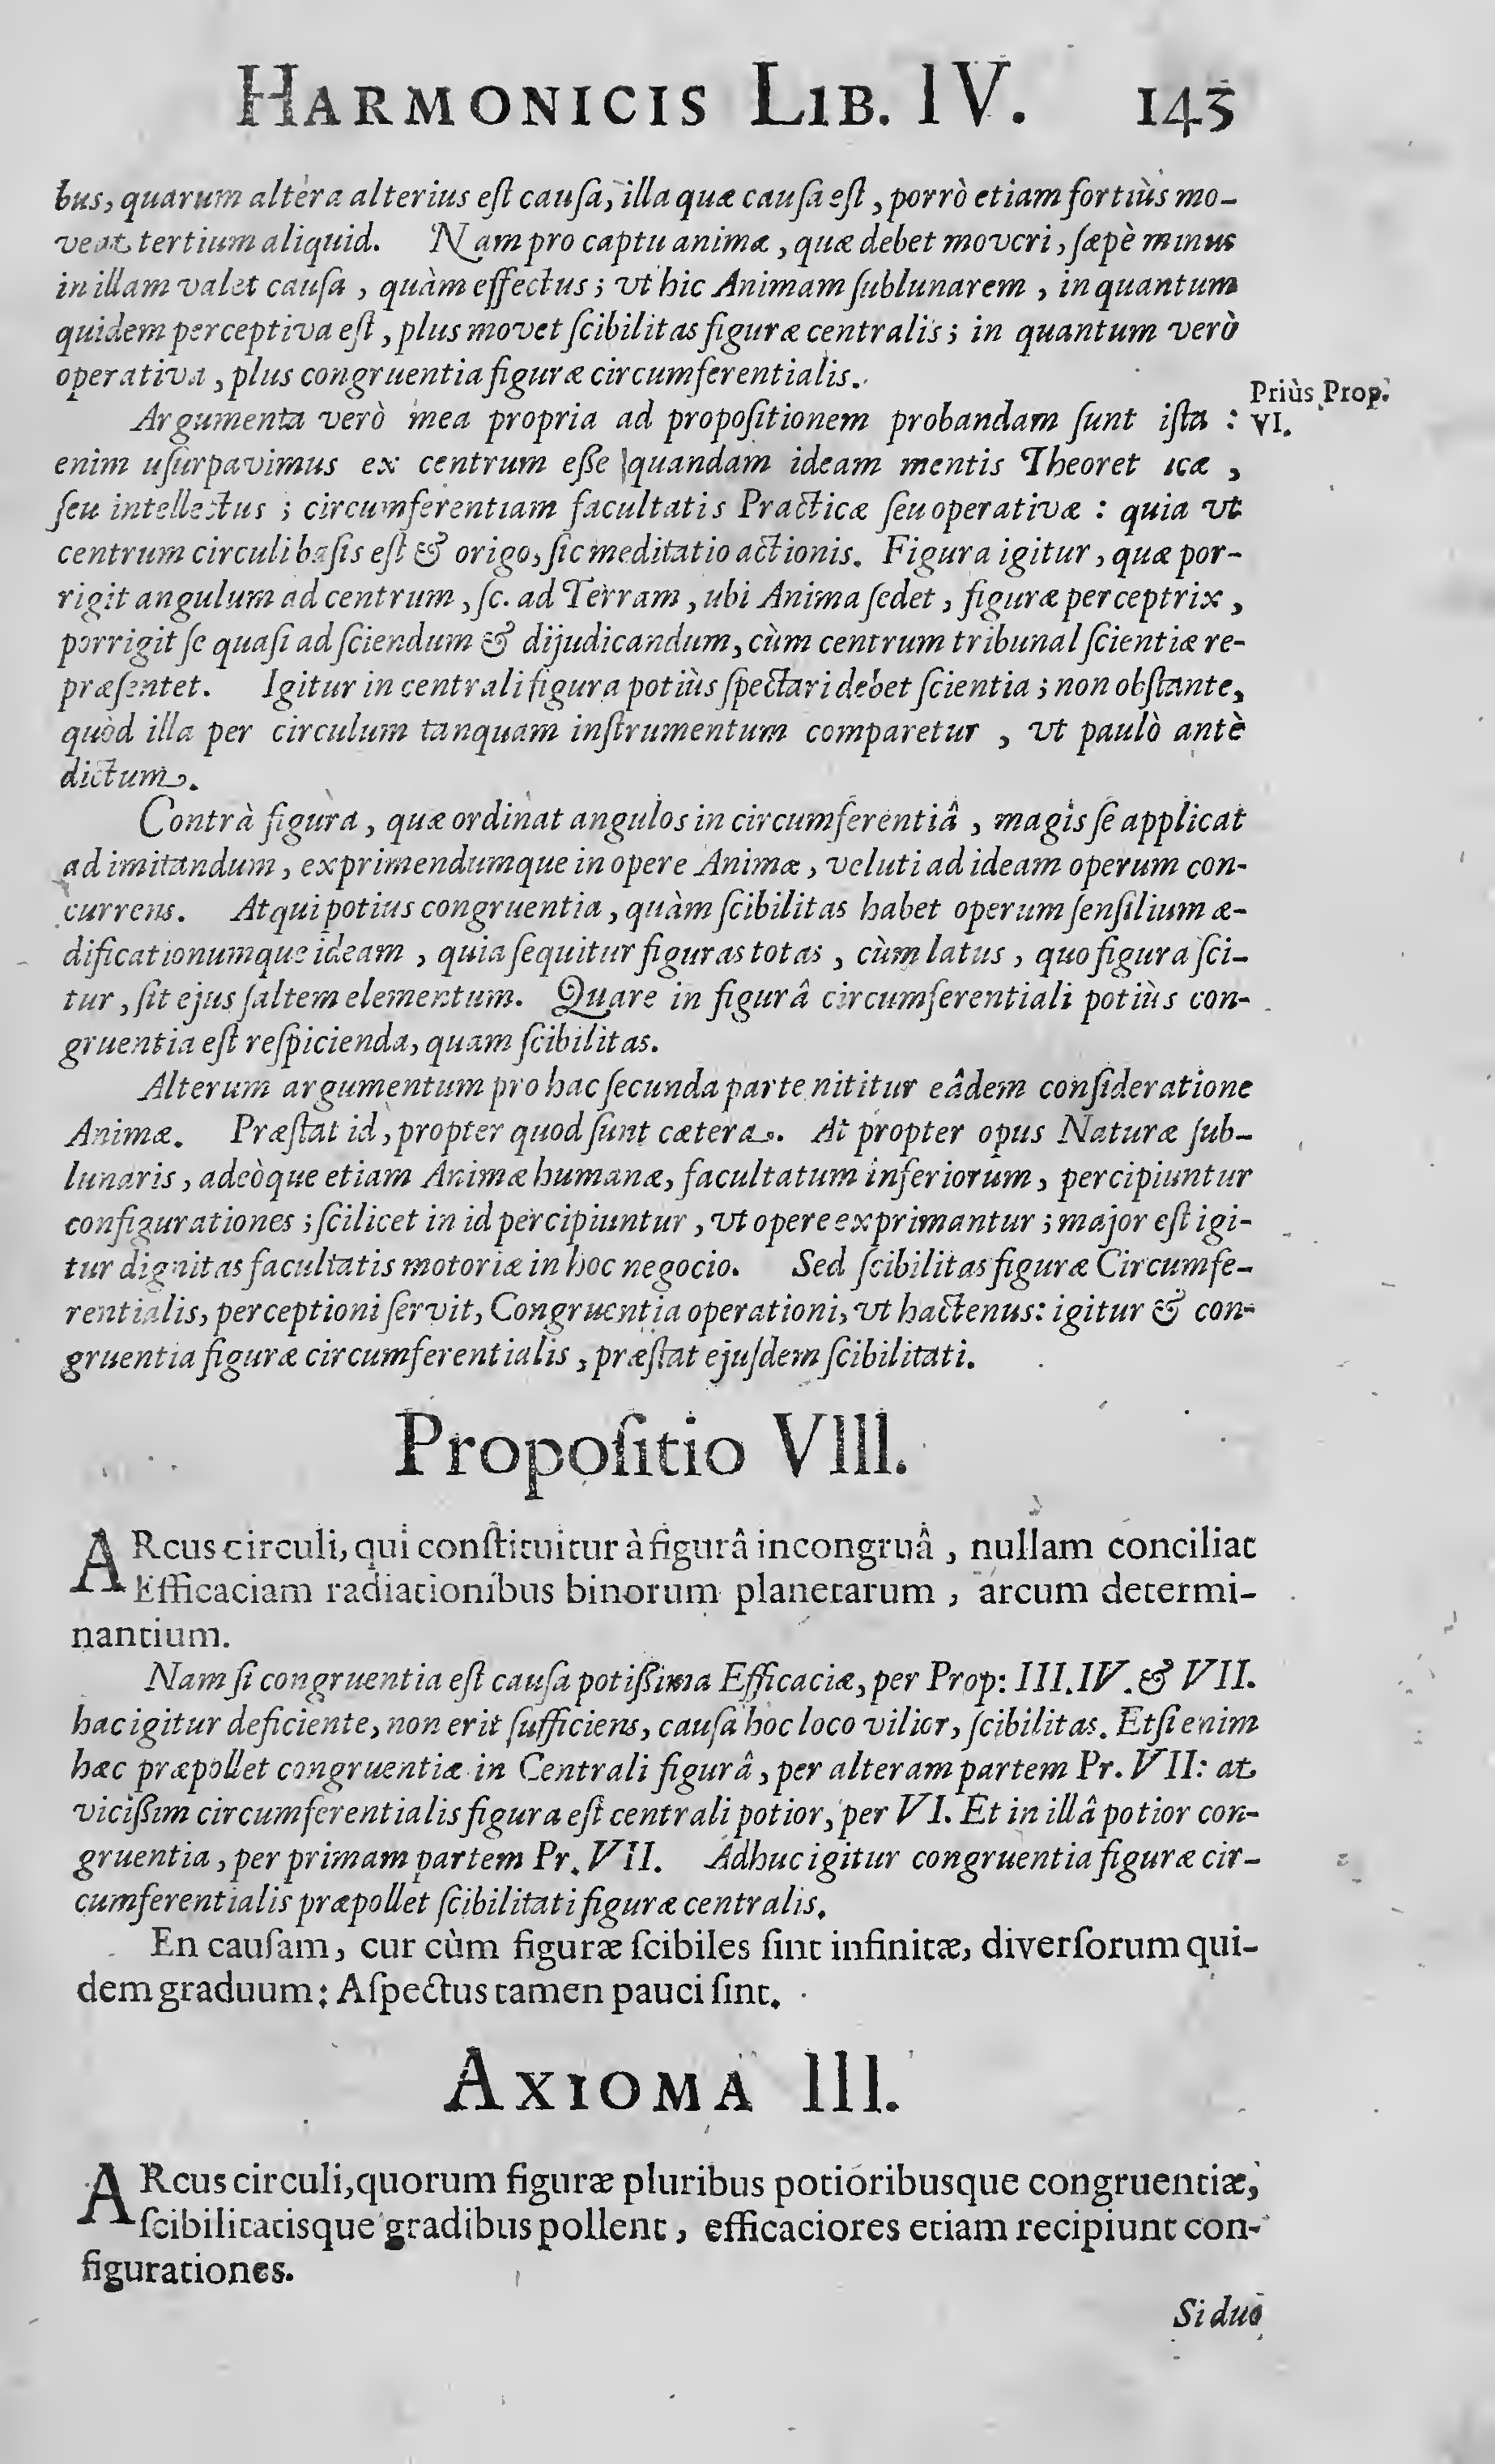 HARMONICIS LIB. IV. 145
bus, quarum altera alterius eſt cauſa, illa quæ cauſa eſt, porrò etiam fortiùs mo-
veat tertium aliquid. Nam pro captu animæ, quæ debet moveri, ſæpè minus
in illam valet cauſa, quàm effectus; vt hic Animam ſublunarem, in quantum
quidem perceptiva eſt, plus movet ſcibilitas figuræ centralis; in quantum verò
operativa, plus congruentia figuræ circumferentialis.
Argumenta verò mea propria ad propoſitionem probandam ſunt iſta:
Priùs Prop.
VI.
enim uſurpavimus ex centrum eſſe quandam ideam mentis Theoreticæ,
ſeu intellectus; circumferentiam facultatis Practicæ ſeu operativæ: quia vt
centrum circuli baſis eſt & origo, ſic meditatio actionis. Figura igitur, quæ por-
rigit angulum ad centrum, ſc. ad Terram, ubi Anima ſedet, figuræ perceptrix,
porrigit ſe quaſi ad ſciendum & dijudicandum, cùm centrum tribunal ſcientiæ re-
præſentet. Igitur in centrali figura potiùs ſpectari debet ſcientia; non obſtante,
quòd illa per circulum tanquam inſtrumentum comparetur, vt paulò antè
dictum.
Contrà figura, quæ ordinat angulos in circumferentiâ, magis ſe applicat
ad imitandum, exprimendumque in opere Animæ, veluti ad ideam operum con-
currens. Atqui potius congruentia, quàm ſcibilitas habet operum ſenſilium æ-
dificationumque ideam, quia ſequitur figuras totas, cùm latus, quo figura ſci-
tur, ſit ejus ſaltem elementum. Quare in figurâ circumferentiali potiùs con-
gruentia eſt reſpicienda, quam ſcibilitas.
Alterum argumentum pro hac ſecunda parte nititur eâdem conſideratione
Animæ. Præſtat id, propter quod ſunt cætera. At propter opus Naturæ ſub-
lunaris, adeòque etiam Animæ humanæ, facultatum inferiorum, percipiuntur
configurationes; ſcilicet in id percipiuntur, vt opere exprimantur; major eſt igi-
tur dignitas facultatis motoriæ in hoc negocio. Sed ſcibilitas figuræ Circumfe-
rentialis, perceptioni ſervit, Congruentia operationi, vt hactenus: igitur & con-
gruentia figuræ circumferentialis, præſtat ejuſdem ſcibilitati.
Propoſitio VIII.
ARcus circuli, qui conſtituitur à figurâ incongruâ, nullam conciliat
Efficaciam radiationibus binorum planetarum, arcum determi-
nantium.
Nam ſi congruentia eſt cauſa potiſſima Efficaciæ, per Prop: III. IV. & VII.
hac igitur deficiente, non erit ſufficiens, cauſa hoc loco vilior, ſcibilitas. Etſi enim
hæc præpollet congruentiæ in Centrali figurâ, per alteram partem Pr. VII: at
viciſſim circumferentialis figura eſt centrali potior, per VI. Et in illâ potior con-
gruentia, per primam partem Pr. VII. Adhuc igitur congruentia figuræ cir-
cumferentialis præpollet ſcibilitati figuræ centralis.
En cauſam, cur cùm figuræ ſcibiles ſint infinitæ, diverſorum qui-
dem graduum: Aſpectus tamen pauci ſint.
AXIOMA III.
ARcus circuli, quorum figuræ pluribus potioribusque congruentiæ,
ſcibilitatisque gradibus pollent, efficaciores etiam recipiunt con-
figurationes.
Si duo